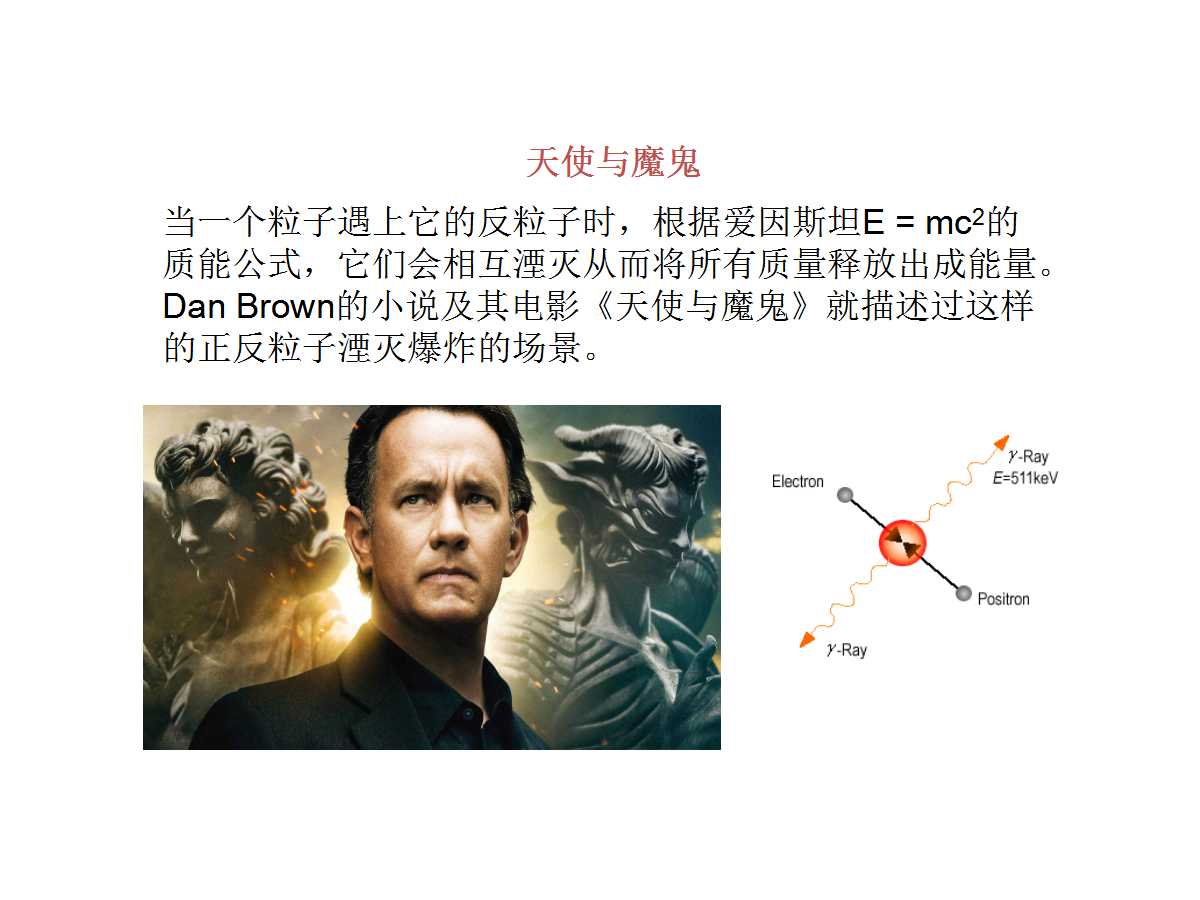 天使与魔鬼
当一个粒子遇上它的反粒子时，根据爱因斯坦E = mc²的
质能公式，它们会相互湮灭从而将所有质量释放出成能量。
Dan Brown的小说及其电影《天使与魔鬼》就描述过这样
的正反粒子湮灭爆炸的场景。
γ-Ray
E=511keV
Electron
Positron
γ-Ray